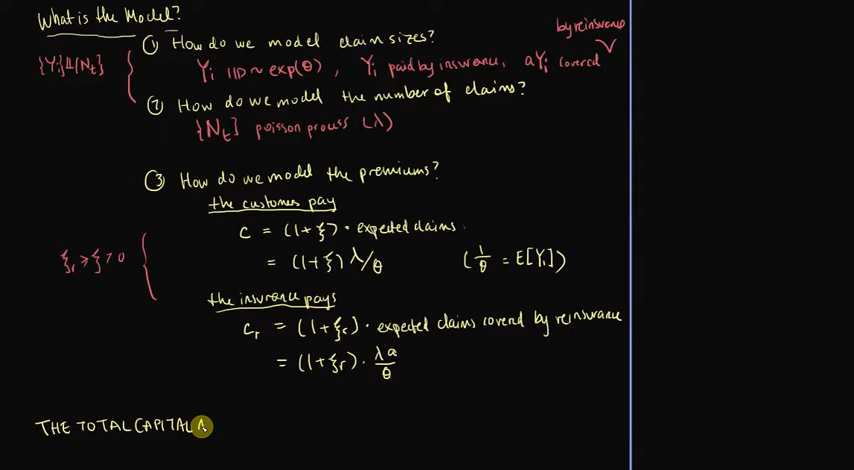 What is the Model?
① How do we model claim sizes?
by reinsurance
{Yi}⫫{Nt}
Yi IID ~ exp(θ), Yi paid by insurance, aYi covered
② How do we model the number of claims?
{Nt} poisson process (λ)
③ How do we model the premiums?
the customers pay
c = (1+ξ) · expected claims
ξr ≥ ξ > 0
= (1+ξ) λ/θ (1/θ = E[Yi])
the insurance pays
cr = (1+ξr) · expected claims covered by reinsurance
= (1+ξr) · λa/θ
THE TOTAL CAPITAL A